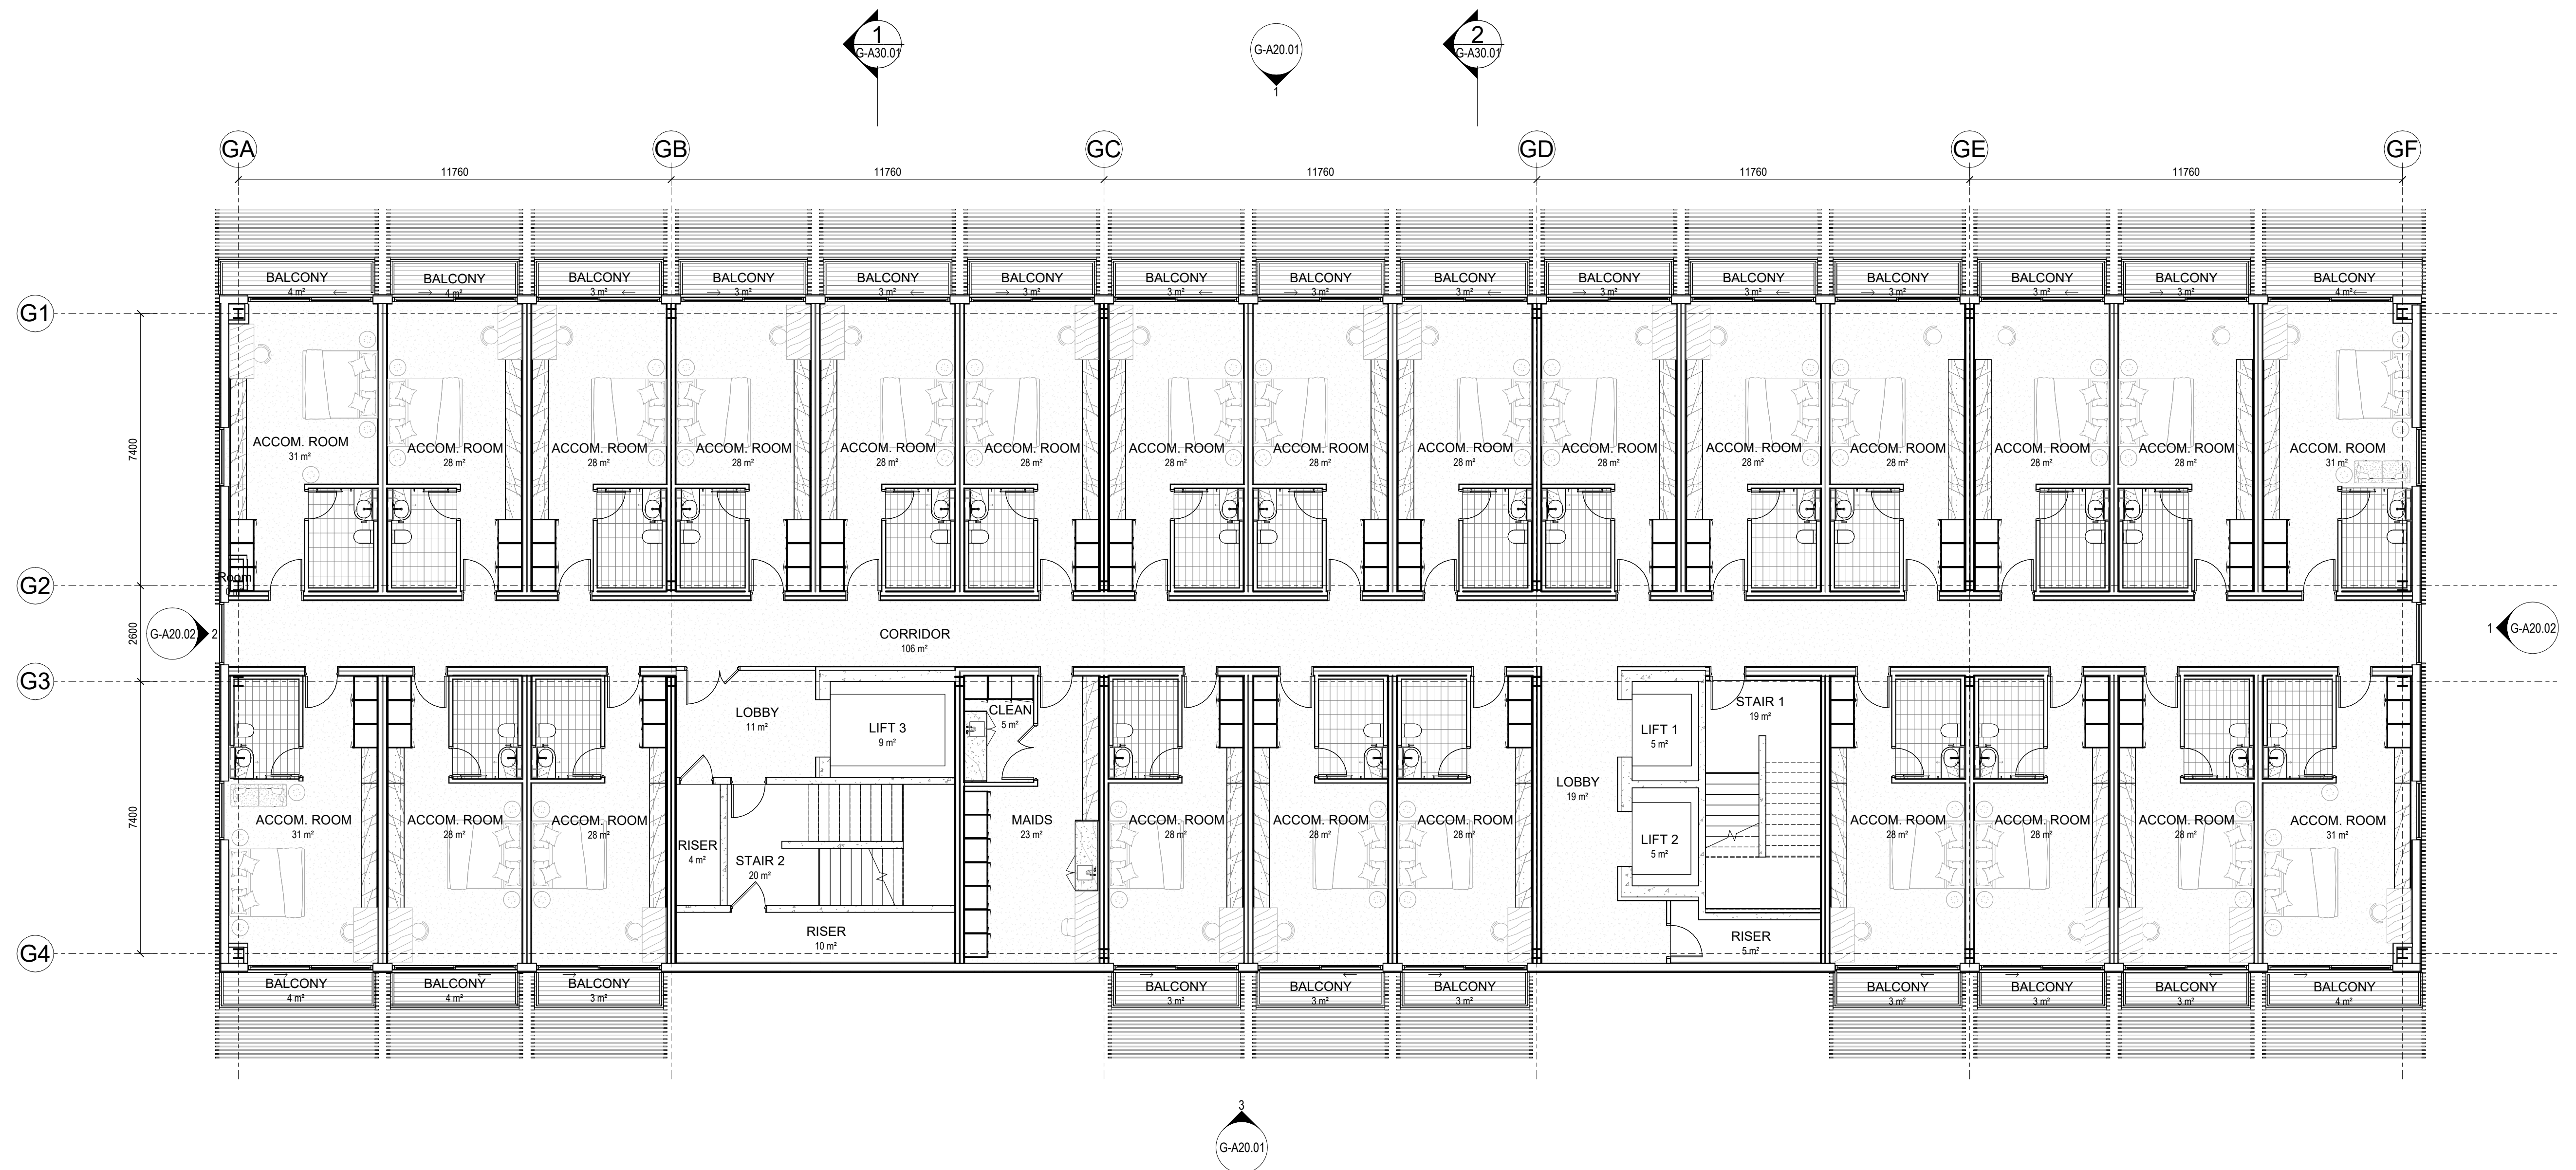 1
G-A30.01
G-A20.01
1
2
G-A30.01
GA
GB
GC
GD
GE
GF
11760
11760
11760
11760
11760
BALCONY
4 m²
BALCONY
4 m²
BALCONY
3 m²
BALCONY
3 m²
BALCONY
3 m²
BALCONY
3 m²
BALCONY
3 m²
BALCONY
3 m²
BALCONY
3 m²
BALCONY
3 m²
BALCONY
3 m²
BALCONY
3 m²
BALCONY
3 m²
BALCONY
3 m²
BALCONY
4 m²
G1
7400
ACCOM. ROOM
31 m²
ACCOM. ROOM
28 m²
ACCOM. ROOM
28 m²
ACCOM. ROOM
28 m²
ACCOM. ROOM
28 m²
ACCOM. ROOM
28 m²
ACCOM. ROOM
28 m²
ACCOM. ROOM
28 m²
ACCOM. ROOM
28 m²
ACCOM. ROOM
28 m²
ACCOM. ROOM
28 m²
ACCOM. ROOM
28 m²
ACCOM. ROOM
28 m²
ACCOM. ROOM
28 m²
ACCOM. ROOM
31 m²
Room
G2
2600
G-A20.02
2
CORRIDOR
106 m²
1
G-A20.02
G3
7400
LOBBY
11 m²
LIFT 3
9 m²
CLEAN
5 m²
LIFT 1
5 m²
STAIR 1
19 m²
LOBBY
19 m²
ACCOM. ROOM
31 m²
ACCOM. ROOM
28 m²
ACCOM. ROOM
28 m²
RISER
4 m²
STAIR 2
20 m²
MAIDS
23 m²
ACCOM. ROOM
28 m²
ACCOM. ROOM
28 m²
ACCOM. ROOM
28 m²
LIFT 2
5 m²
ACCOM. ROOM
28 m²
ACCOM. ROOM
28 m²
ACCOM. ROOM
28 m²
ACCOM. ROOM
31 m²
RISER
10 m²
RISER
5 m²
G4
BALCONY
4 m²
BALCONY
4 m²
BALCONY
3 m²
BALCONY
3 m²
BALCONY
3 m²
BALCONY
3 m²
BALCONY
3 m²
BALCONY
3 m²
BALCONY
3 m²
BALCONY
4 m²
3
G-A20.01